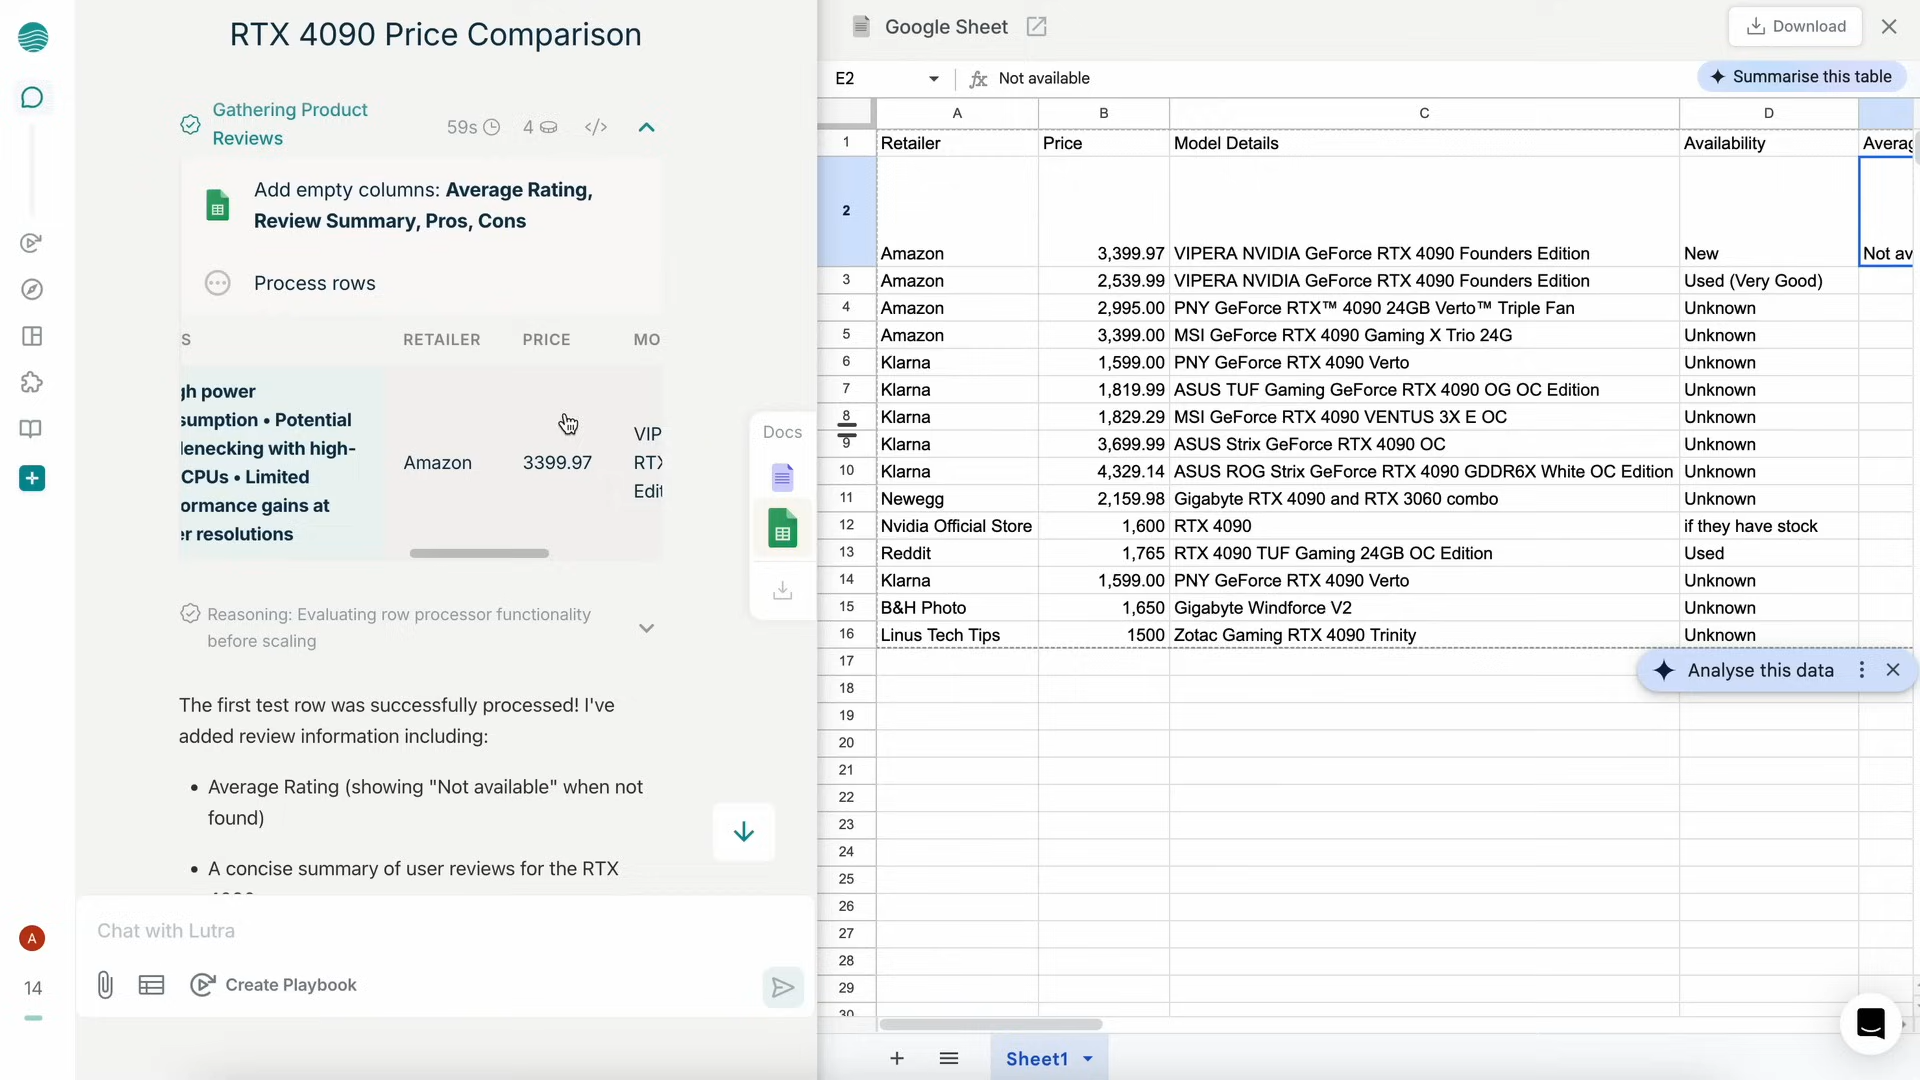 RTX 4090 Price Comparison
Gathering Product
Reviews
59s
4
</>
Add empty columns: Average Rating,
Review Summary, Pros, Cons
Process rows
S RETAILER PRICE MO
gh power
sumption • Potential
lenecking with high-
CPUs • Limited
ormance gains at
er resolutions
Amazon
3399.97
VIP
RTX
Edit
Reasoning: Evaluating row processor functionality
before scaling
The first test row was successfully processed! I've
added review information including:
• Average Rating (showing "Not available" when not
found)
• A concise summary of user reviews for the RTX
Chat with Lutra
Create Playbook
A
14
Docs
Google Sheet
Download
E2 fx Not available
Summarise this table
A B C D
1 Retailer Price Model Details Availability Averag
2 Amazon 3,399.97 VIPERA NVIDIA GeForce RTX 4090 Founders Edition New Not av
3 Amazon 2,539.99 VIPERA NVIDIA GeForce RTX 4090 Founders Edition Used (Very Good)
4 Amazon 2,995.00 PNY GeForce RTX™ 4090 24GB Verto™ Triple Fan Unknown
5 Amazon 3,399.00 MSI GeForce RTX 4090 Gaming X Trio 24G Unknown
6 Klarna 1,599.00 PNY GeForce RTX 4090 Verto Unknown
7 Klarna 1,819.99 ASUS TUF Gaming GeForce RTX 4090 OG OC Edition Unknown
8 Klarna 1,829.29 MSI GeForce RTX 4090 VENTUS 3X E OC Unknown
9 Klarna 3,699.99 ASUS Strix GeForce RTX 4090 OC Unknown
10 Klarna 4,329.14 ASUS ROG Strix GeForce RTX 4090 GDDR6X White OC Edition Unknown
11 Newegg 2,159.98 Gigabyte RTX 4090 and RTX 3060 combo Unknown
12 Nvidia Official Store 1,600 RTX 4090 if they have stock
13 Reddit 1,765 RTX 4090 TUF Gaming 24GB OC Edition Used
14 Klarna 1,599.00 PNY GeForce RTX 4090 Verto Unknown
15 B&H Photo 1,650 Gigabyte Windforce V2 Unknown
16 Linus Tech Tips 1500 Zotac Gaming RTX 4090 Trinity Unknown
17
Analyse this data
18
19
20
21
22
23
24
25
26
27
28
29
30
Sheet1